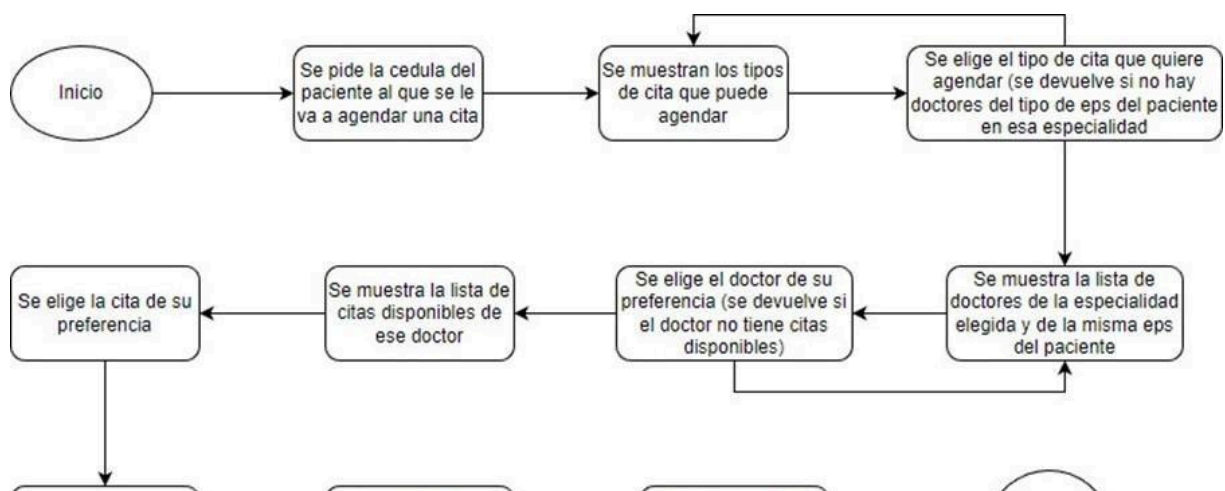 Inicio
Se pide la cedula del
paciente al que se le
va a agendar una cita
Se muestran los tipos
de cita que puede
agendar
Se elige el tipo de cita que quiere
agendar (se devuelve si no hay
doctores del tipo de eps del paciente
en esa especialidad
Se muestra la lista de
doctores de la especialidad
elegida y de la misma eps
del paciente
Se elige el doctor de su
preferencia (se devuelve si
el doctor no tiene citas
disponibles)
Se muestra la lista de
citas disponibles de
ese doctor
Se elige la cita de su
preferencia